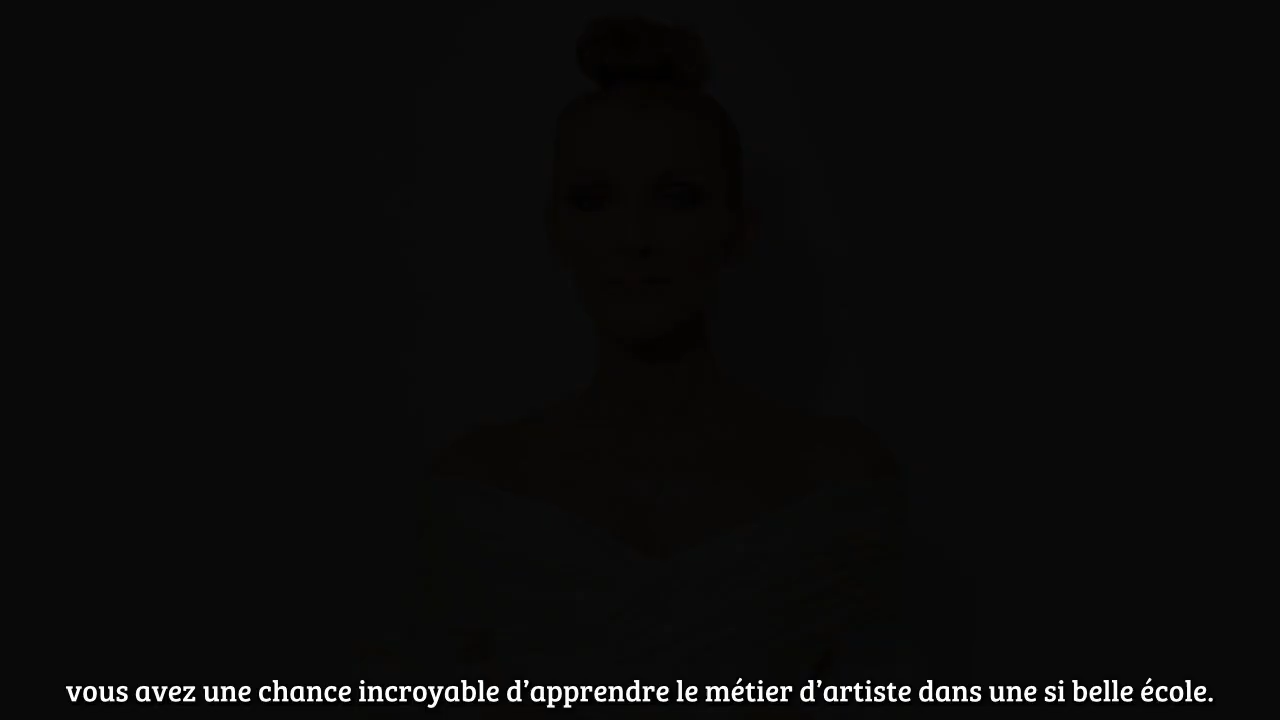 vous avez une chance incroyable d’apprendre le métier d’artiste dans une si belle école.